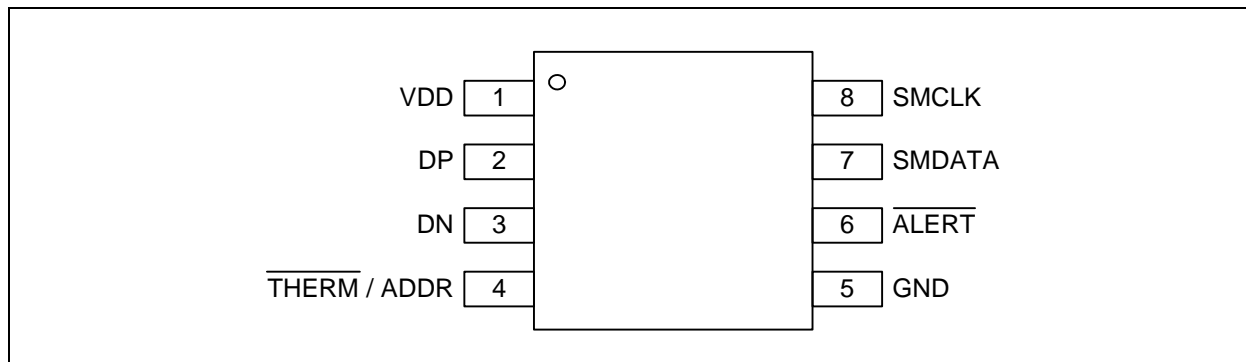 VDD 1 8 SMCLK
DP 2 7 SMDATA
DN 3 6 ALERT
THERM / ADDR 4 5 GND